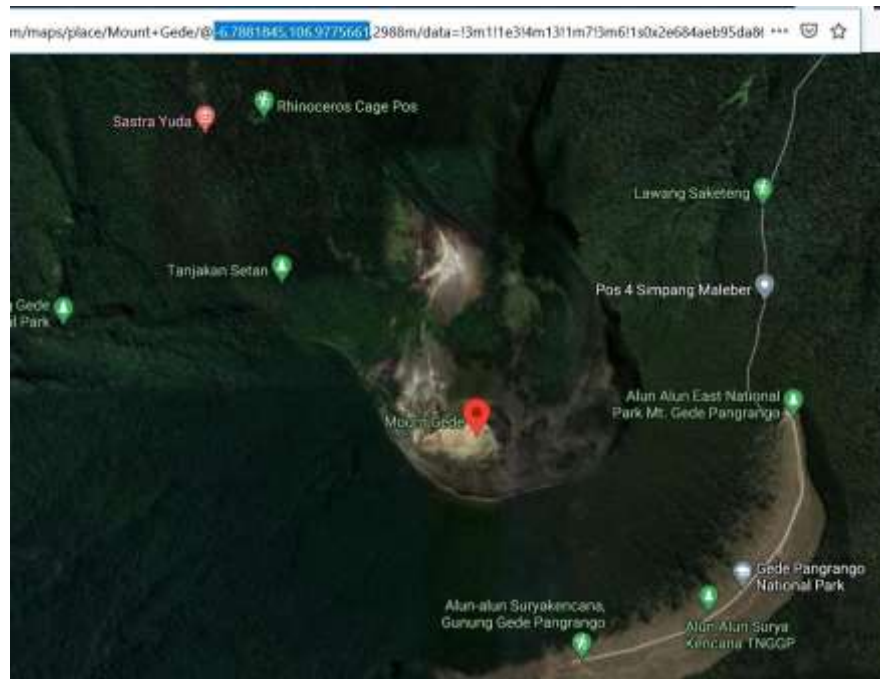 m/maps/place/Mount+Gede/@-6.7881845,106.9775661,2988m/data=!3m1!1e3!4m13!1m7!3m6!1s0x2e684aeb95da8
Rhinoceros Cage Pos
Sastra Yuda
Lawang Saketeng
Tanjakan Setan
Pos 4 Simpang Maleber
Gede
l Park
Alun Alun East National
Park Mt. Gede Pangrango
Mount Gede
Gede Pangrango
National Park
Alun-alun Suryakencana,
Gunung Gede Pangrango
Alun Alun Surya
Kencana TNGGP